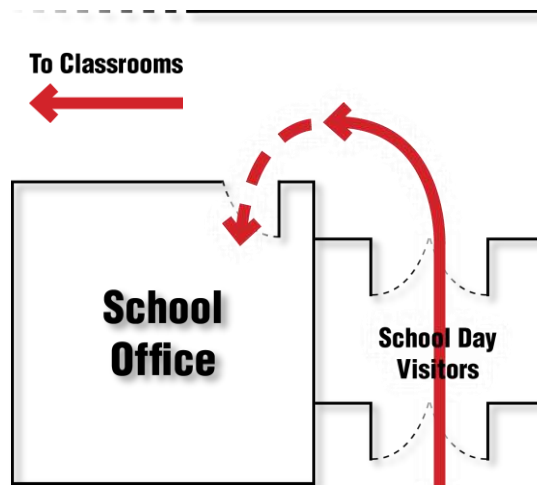 To Classrooms
School
Office
School Day
Visitors